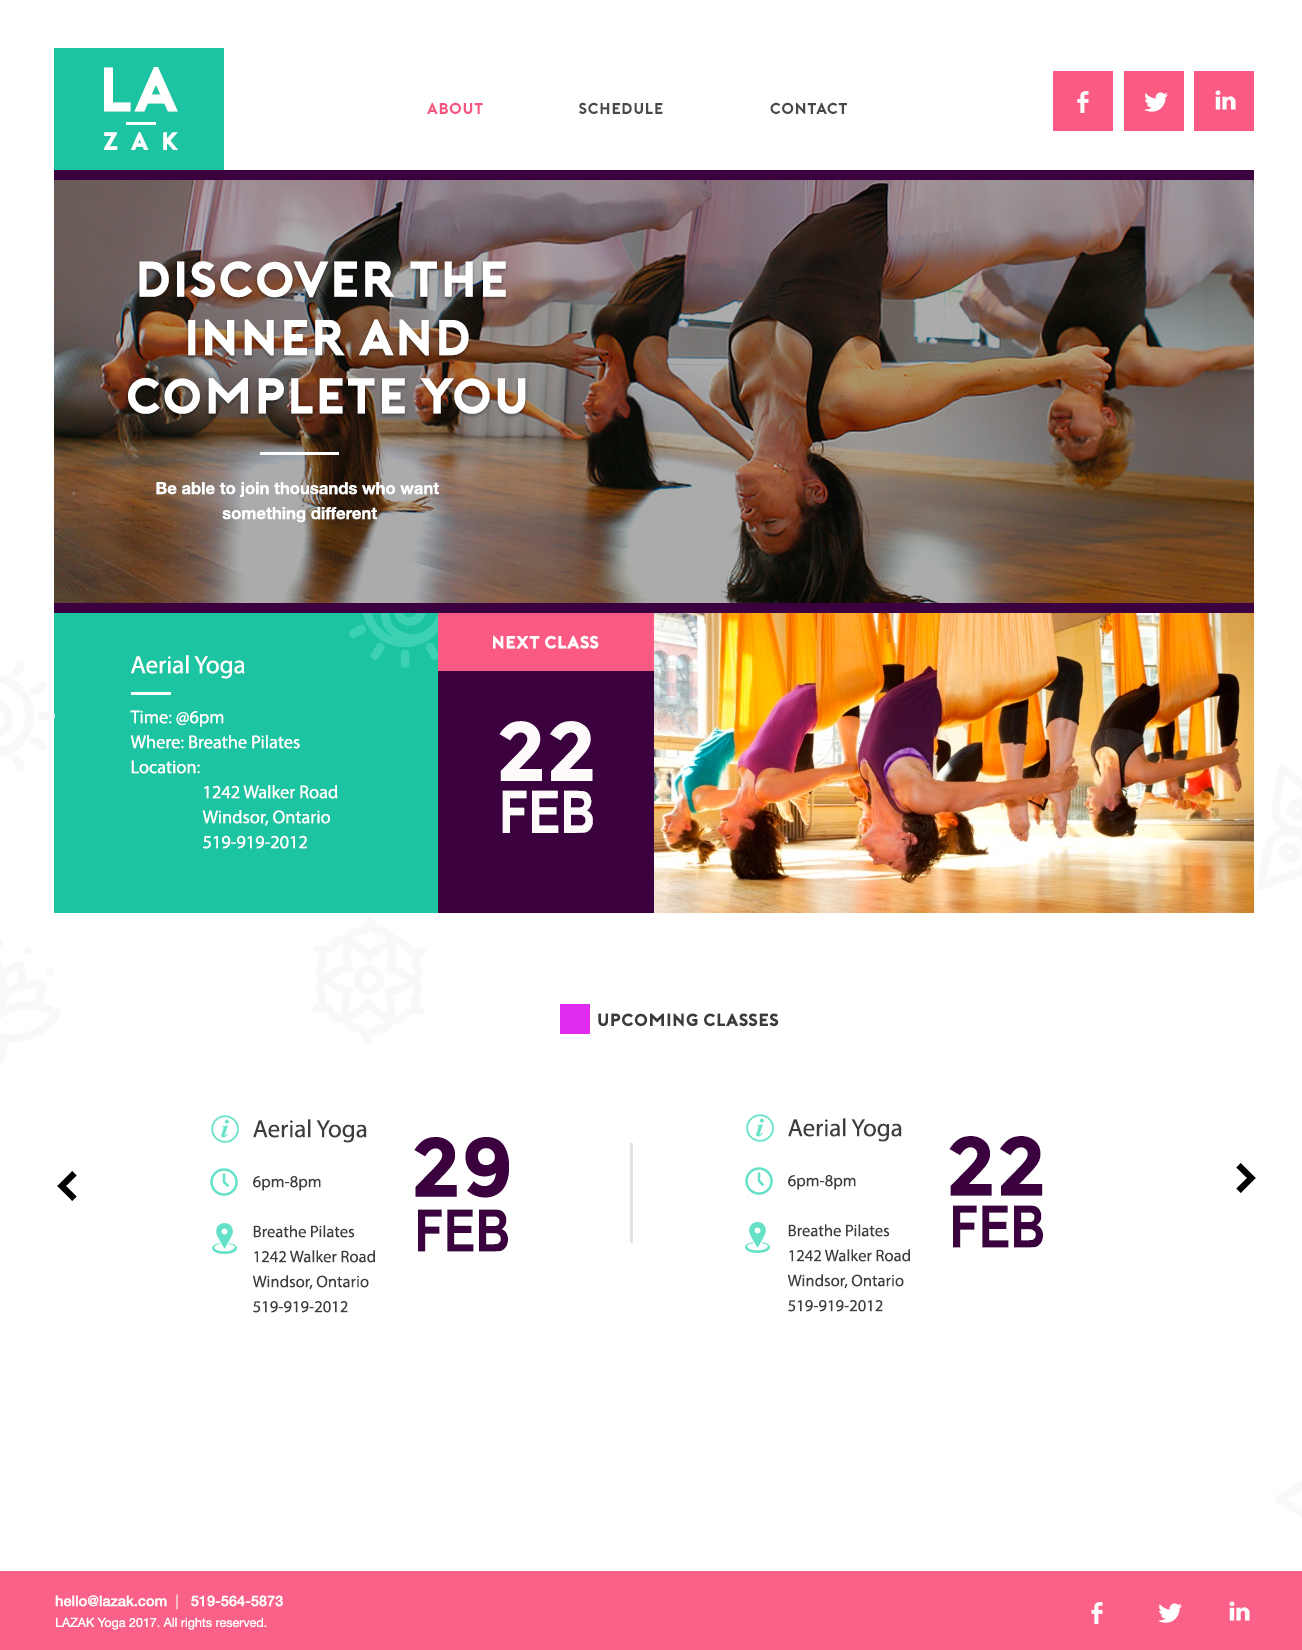 LA
ZAK
ABOUT
SCHEDULE
CONTACT
f
in
DISCOVER THE
INNER AND
COMPLETE YOU
Be able to join thousands who want
something different
Aerial Yoga
Time: @6pm
Where: Breathe Pilates
Location:
1242 Walker Road
Windsor, Ontario
519-919-2012
NEXT CLASS
22
FEB
UPCOMING CLASSES
i Aerial Yoga
6pm-8pm
Breathe Pilates
1242 Walker Road
Windsor, Ontario
519-919-2012
29
FEB
i Aerial Yoga
6pm-8pm
Breathe Pilates
1242 Walker Road
Windsor, Ontario
519-919-2012
22
FEB
hello@lazak.com | 519-564-5873
LAZAK Yoga 2017. All rights reserved.
f
in